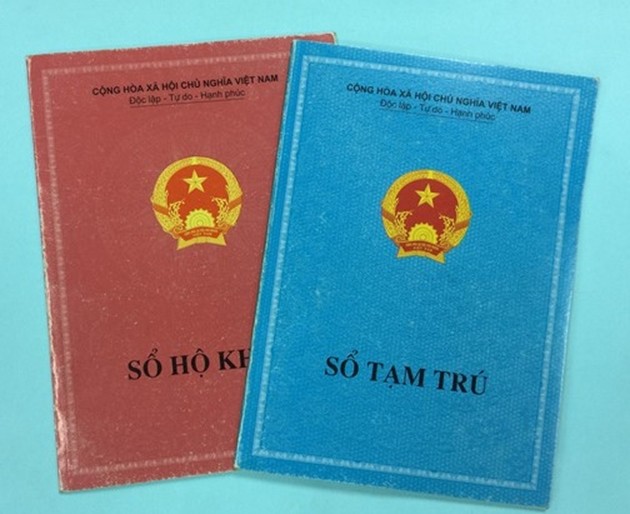 CỘNG HÒA XÃ HỘI CHỦ NGHĨA VIỆT NAM
Độc lập - Tự do - Hạnh phúc
SỔ HỘ KH
CỘNG HÒA XÃ HỘI CHỦ NGHĨA VIỆT NAM
Độc lập - Tự do - Hạnh phúc
SỔ TẠM TRÚ